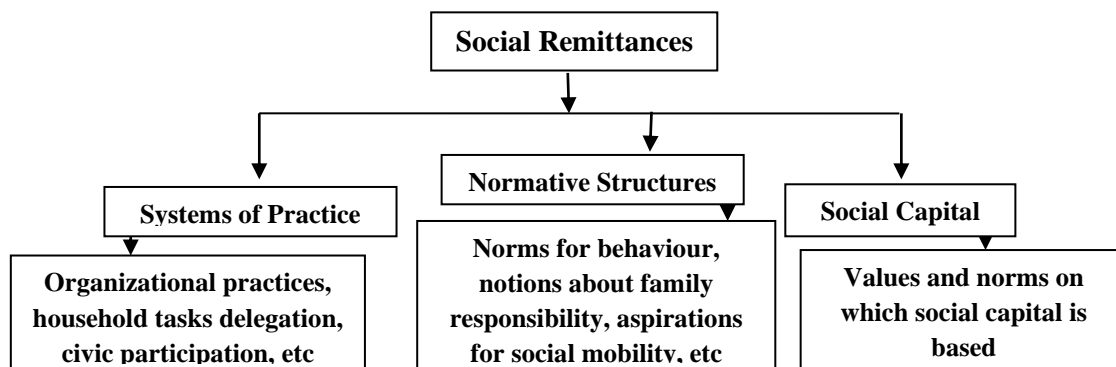 Social Remittances
Normative Structures
Systems of Practice
Social Capital
Organizational practices,
household tasks delegation,
civic participation, etc
Norms for behaviour,
notions about family
responsibility, aspirations
for social mobility, etc
Values and norms on
which social capital is
based